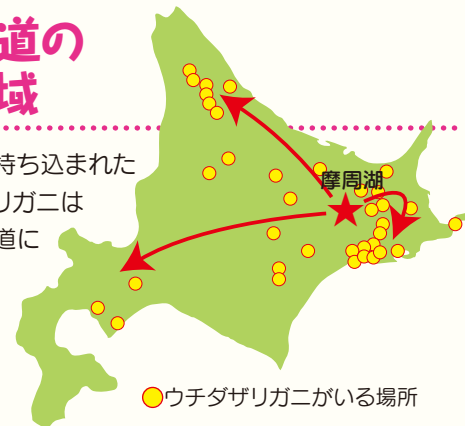 道の
域
持ち込まれた
リガニは
道に
摩周湖
ウチダザリガニがいる場所